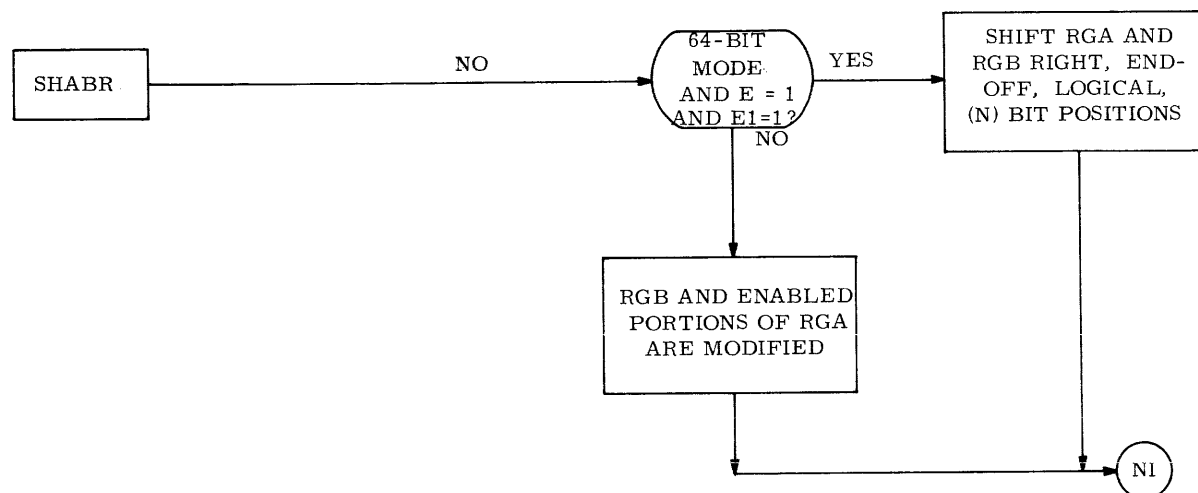 SHABR
NO
64-BIT
MODE
AND E = 1
AND E1=1?
YES
NO
SHIFT RGA AND
RGB RIGHT, END-
OFF, LOGICAL,
(N) BIT POSITIONS
RGB AND ENABLED
PORTIONS OF RGA
ARE MODIFIED
NI